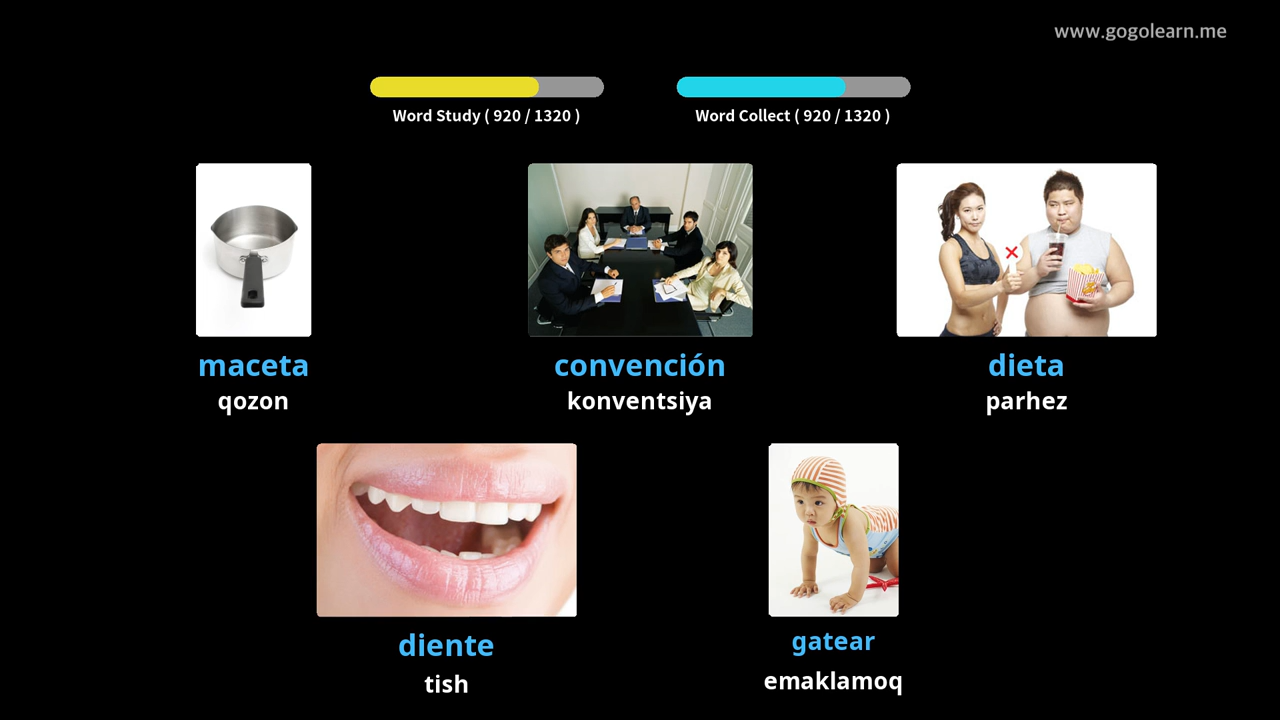 www.gogolearn.me
Word Study ( 920 / 1320 )
Word Collect ( 920 / 1320 )
maceta
qozon
convención
konventsiya
dieta
parhez
diente
tish
gatear
emaklamoq